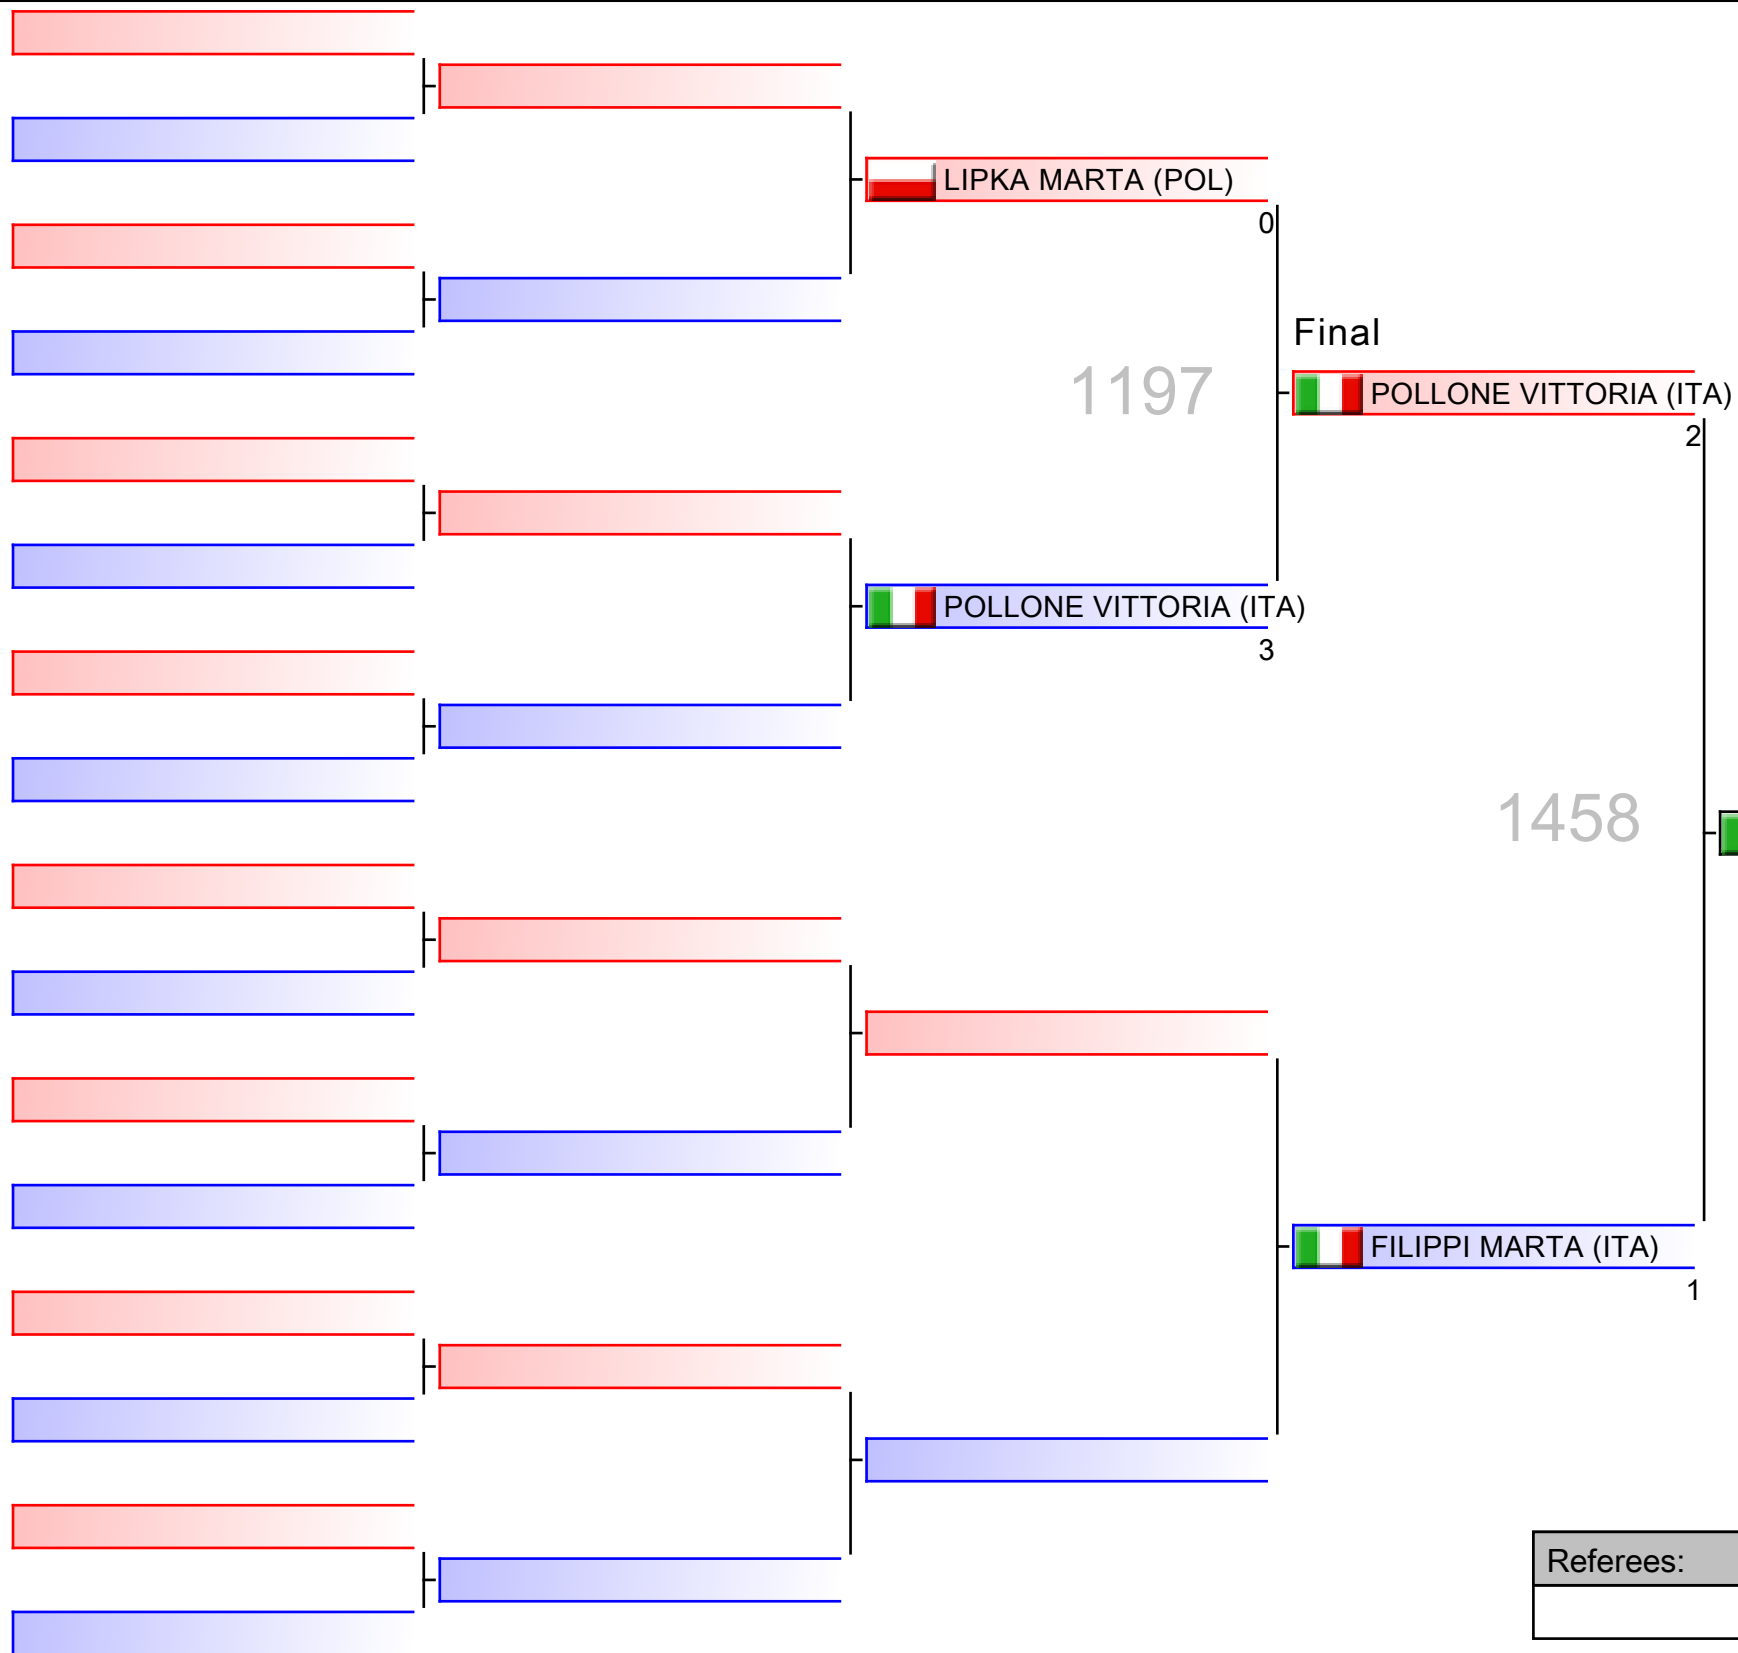 LIPKA MARTA (POL)
0
Final
1197
POLLONE VITTORIA (ITA)
2
POLLONE VITTORIA (ITA)
3
1458
FILIPPI MARTA (ITA)
1
Referees: